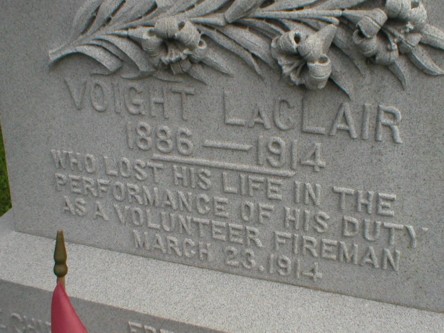 VOIGHT LACLAIR
1886 — 1914
WHO LOST HIS LIFE IN THE
PERFORMANCE OF HIS DUTY
AS A VOLUNTEER FIREMAN
MARCH 23, 1914